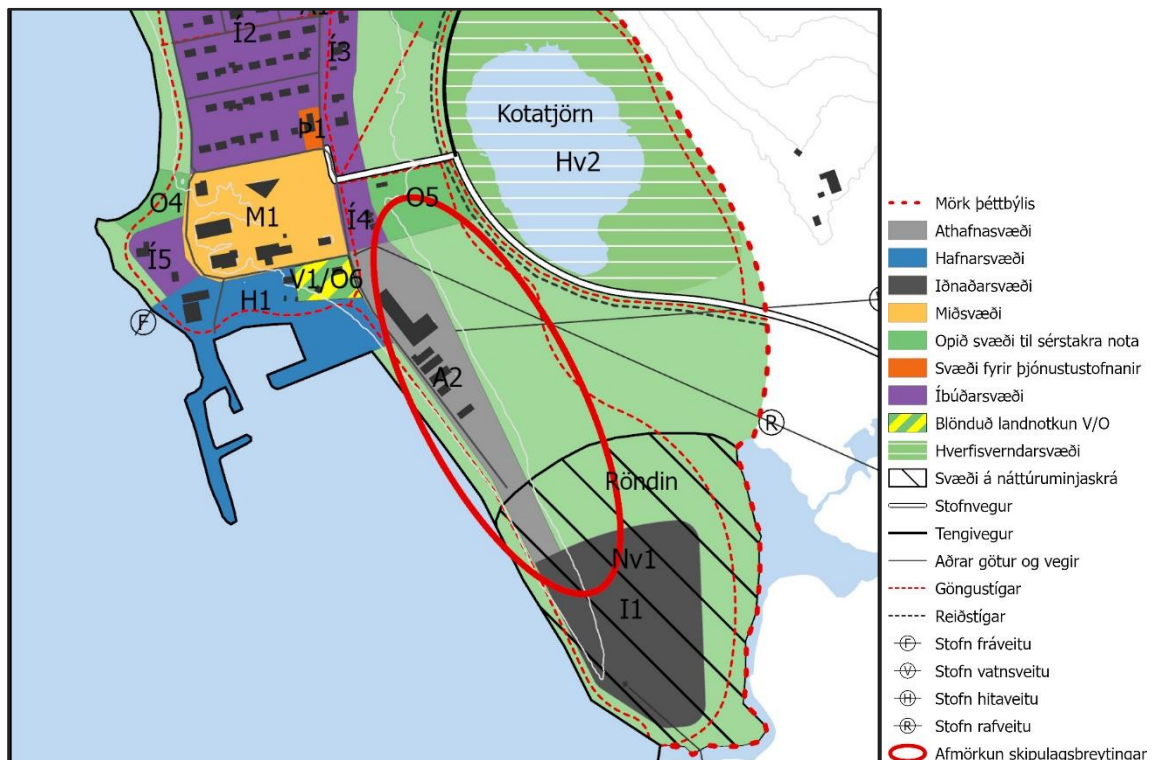 Í2
Í3
Þ1
Kotatjörn
Hv2
O4
M1
Í4
O5
Í5
V1/O6
H1
F
A2
R
Röndin
Nv1
I1
Mörk þéttbýlis
Athafnasvæði
Hafnarsvæði
Iðnaðarsvæði
Miðsvæði
Opið svæði til sérstakra nota
Svæði fyrir þjónustustofnanir
Íbúðarsvæði
Blönduð landnotkun V/O
Hverfisverndarsvæði
Svæði á náttúruminjaskrá
Stofnvegur
Tengivegur
Aðrar götur og vegir
Göngustígar
Reiðstígar
F Stofn fráveitu
V Stofn vatnsveitu
H Stofn hitaveitu
R Stofn rafveitu
Afmörkun skipulagsbreytingar